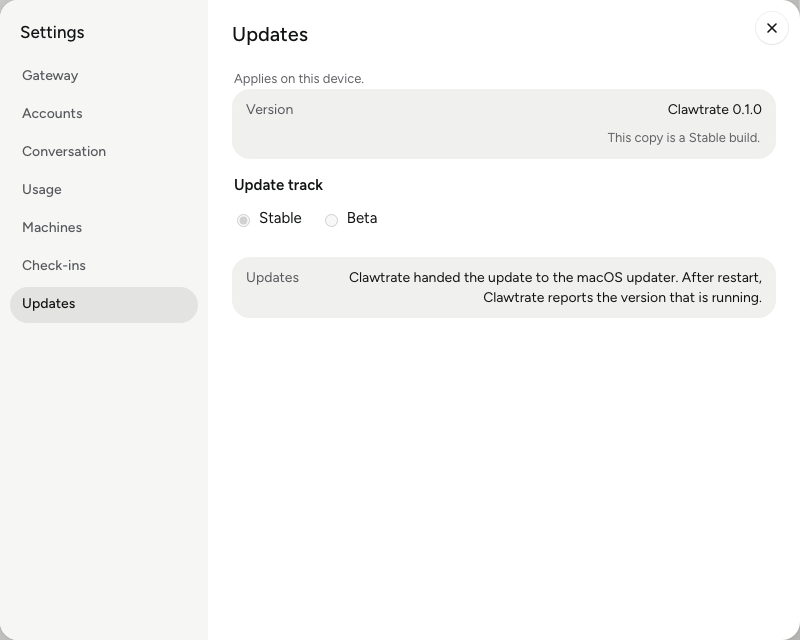 Settings
Gateway
Accounts
Conversation
Usage
Machines
Check-ins
Updates
Updates
Applies on this device.
Version
Clawtrate 0.1.0
This copy is a Stable build.
Update track
Stable
Beta
Updates
Clawtrate handed the update to the macOS updater. After restart,
Clawtrate reports the version that is running.